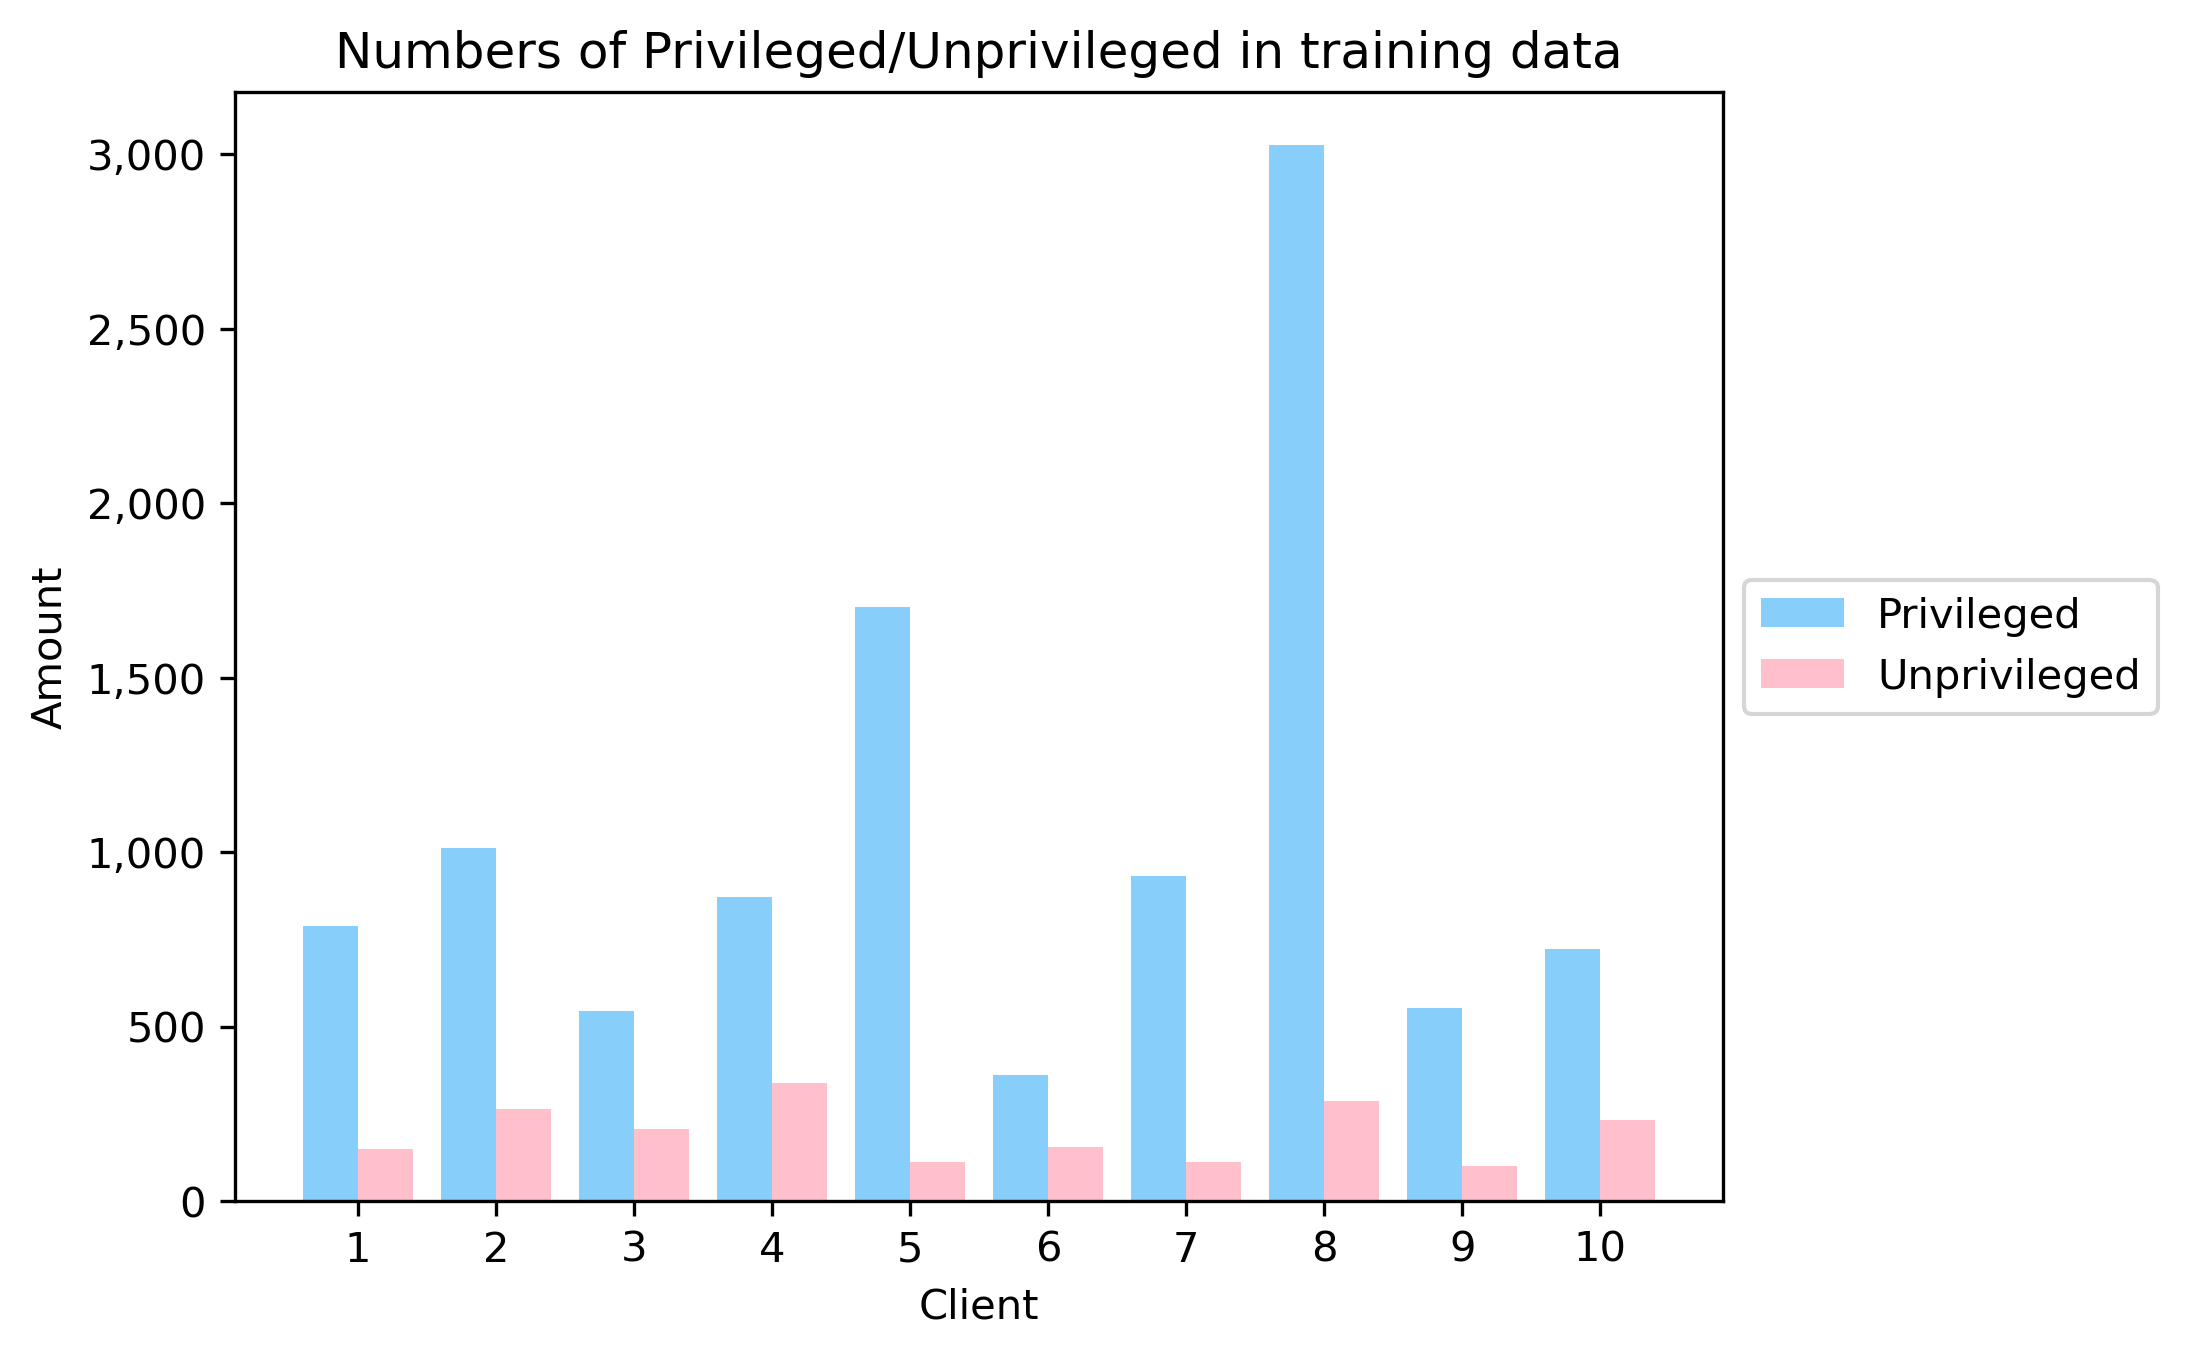 Numbers of Privileged/Unprivileged in training data
3,000
2,500
2,000
1,500
1,000
500
0
Amount
1 2 3 4 5 6 7 8 9 10
Client
Privileged
Unprivileged